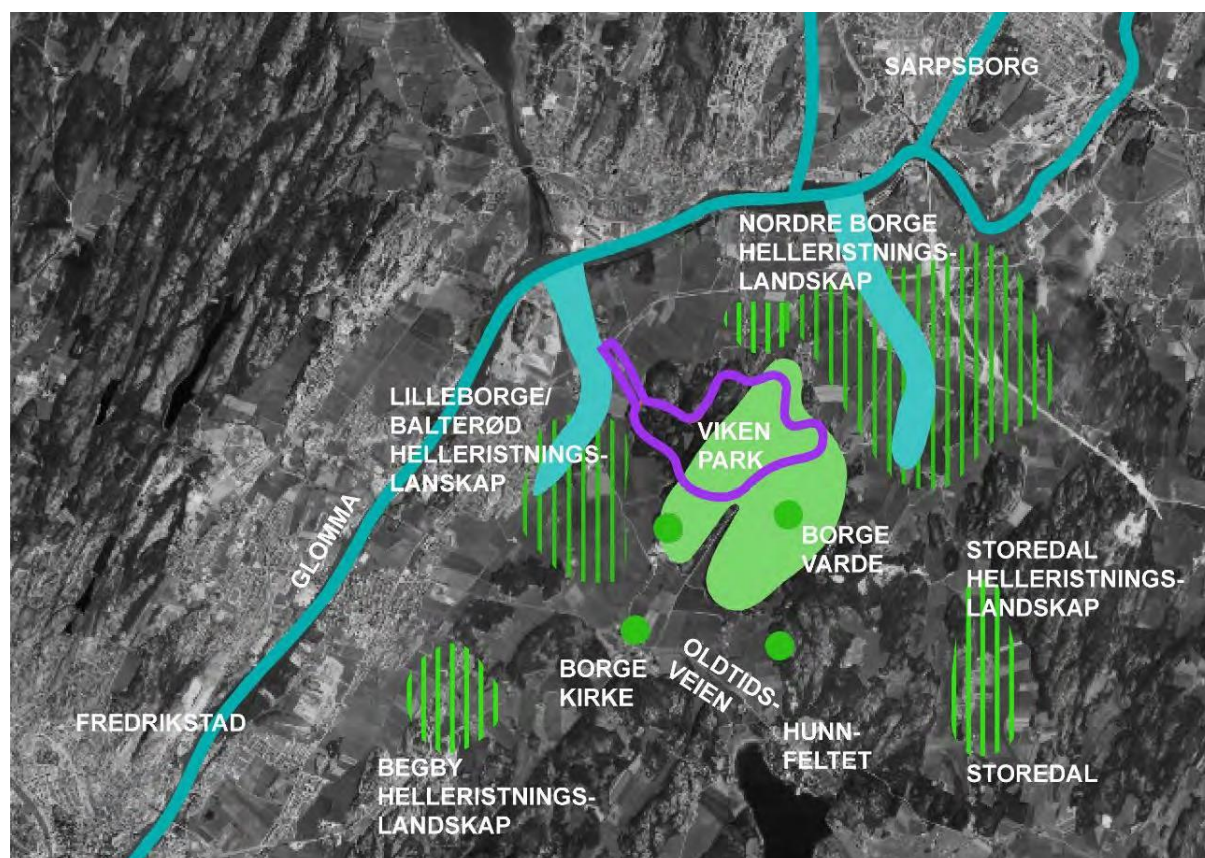 SARPSBORG
NORDRE BORGE
HELLERISTNINGS-
LANDSKAP
LILLEBORGE/
BALTERØD
HELLERISTNINGS-
LANSKAP
VIKEN
PARK
GLOMMA
BORGE
VARDE
STOREDAL
HELLERISTNINGS-
LANDSKAP
BORGE
KIRKE
OLDTIDS-
VEIEN
FREDRIKSTAD
HUNN-
FELTET
BEGBY
HELLERISTNINGS-
LANDSKAP
STOREDAL